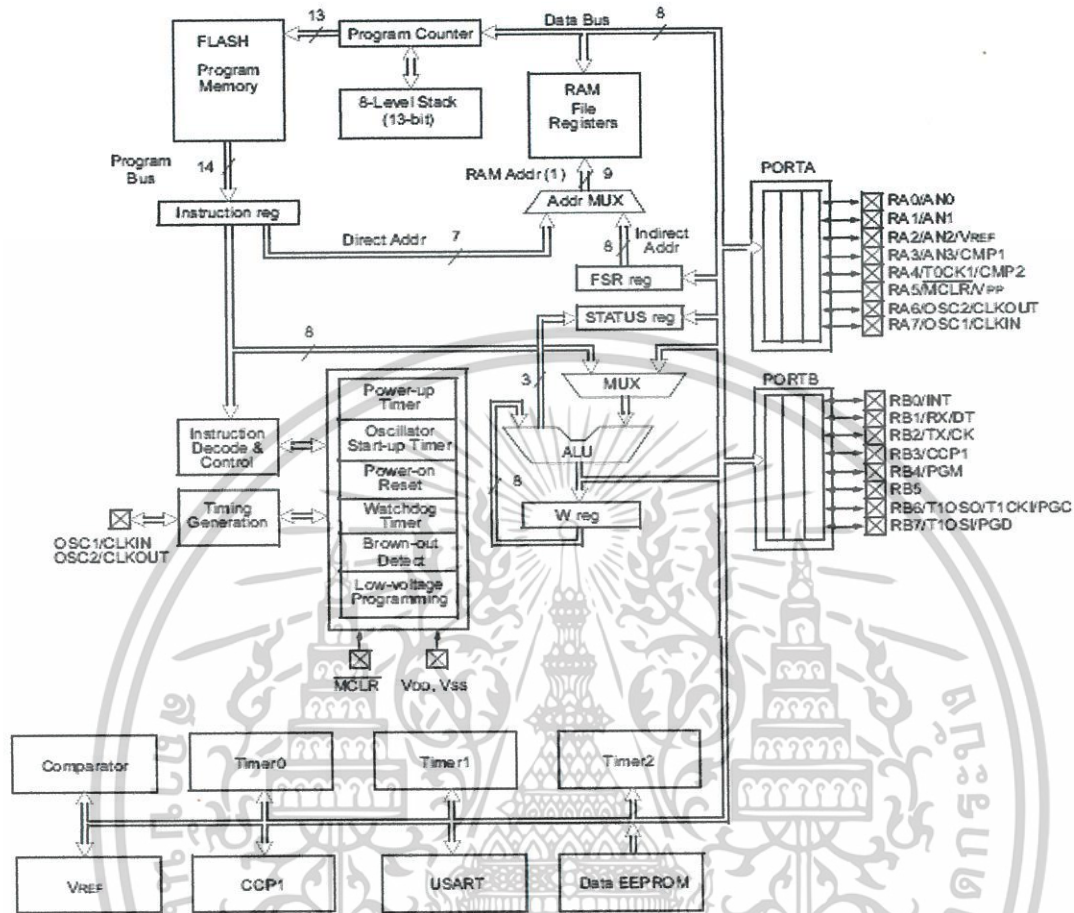 13
Data Bus
8
FLASH
Program
Memory
Program Counter
8-Level Stack
(13-bit)
RAM
File
Registers
Program
Bus
14
RAM Addr (1)
9
PORTA
Addr MUX
Instruction reg
Direct Addr
7
Indirect
Addr
8
FSR reg
STATUS reg
RA0/AN0
RA1/AN1
RA2/AN2/VREF
RA3/AN3/CMP1
RA4/T0CK1/CMP2
RA5/MCLR/VPP
RA6/OSC2/CLKOUT
RA7/OSC1/CLKIN
8
3
MUX
PORTB
RB0/INT
RB1/RX/DT
RB2/TX/CK
RB3/CCP1
RB4/PGM
RB5
RB6/T1OSO/T1CKI/PGC
RB7/T1OSI/PGD
Power-up
Timer
Instruction
Decode &
Control
Oscillator
Start-up Timer
ALU
Power-on
Reset
8
Timing
Generation
Watchdog
Timer
W reg
OSC1/CLKIN
OSC2/CLKOUT
Brown-out
Detect
Low-voltage
Programming
MCLR
VDD, VSS
Comparator
Timer0
Timer1
Timer2
VREF
CCP1
USART
Data EEPROM